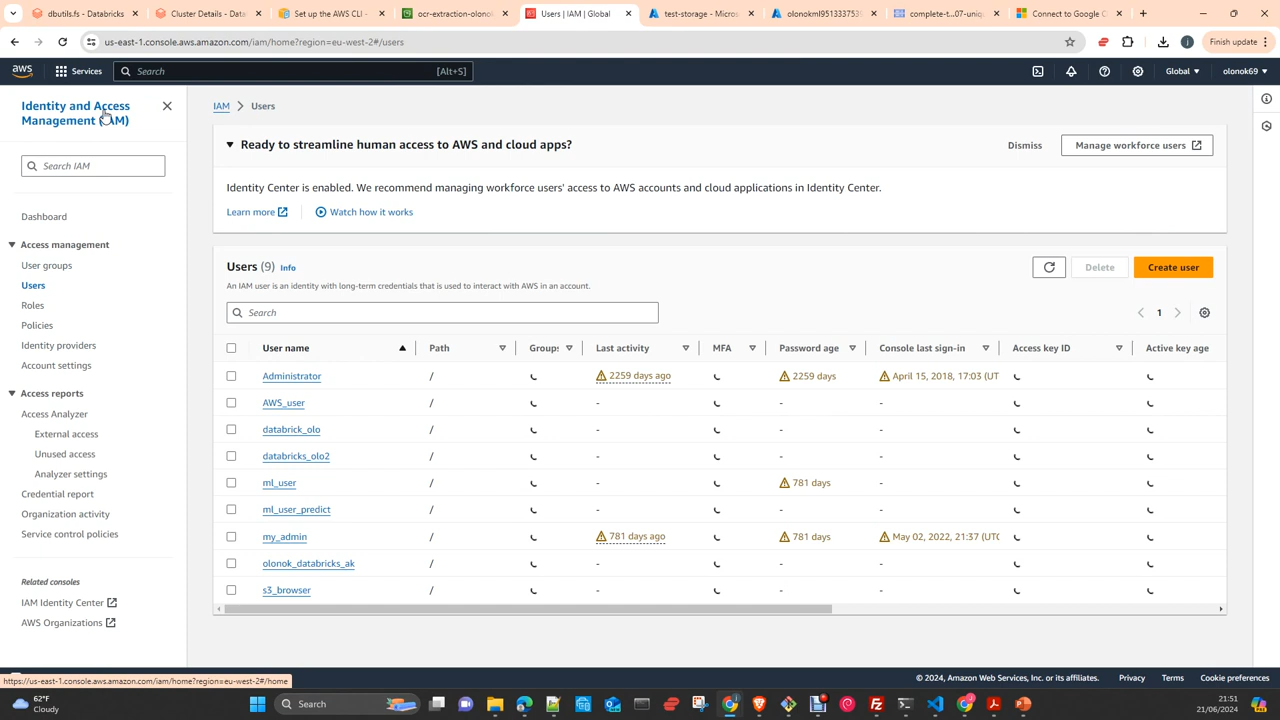 dbutils.fs - Databricks
Cluster Details - Data
Set up the AWS CLI -
ocr-extraction-olonok
Users | IAM | Global
test-storage - Micros
olonokml9513337535
complete-t...07-uniq
Connect to Google C
us-east-1.console.aws.amazon.com/iam/home?region=eu-west-2#/users
Finish update
aws
Services
Search
[Alt+S]
Global
olonok69
Identity and Access
Management (IAM)
Search IAM
Dashboard
Access management
User groups
Users
Roles
Policies
Identity providers
Account settings
Access reports
Access Analyzer
External access
Unused access
Analyzer settings
Credential report
Organization activity
Service control policies
Related consoles
IAM Identity Center
AWS Organizations
IAM > Users
Ready to streamline human access to AWS and cloud apps?
Dismiss
Manage workforce users
Identity Center is enabled. We recommend managing workforce users' access to AWS accounts and cloud applications in Identity Center.
Learn more
Watch how it works
Users (9) Info
Delete
Create user
An IAM user is an identity with long-term credentials that is used to interact with AWS in an account.
Search
1
User name Path Groups Last activity MFA Password age Console last sign-in Access key ID Active key age
Administrator / 2259 days ago 2259 days April 15, 2018, 17:03 (UT
AWS_user / - - -
databrick_olo / - - -
databricks_olo2 / - - -
ml_user / - 781 days -
ml_user_predict / - - -
my_admin / 781 days ago 781 days May 02, 2022, 21:37 (UTC
olonok_databricks_ak / - - -
s3_browser / - - -
https://us-east-1.console.aws.amazon.com/iam/home?region=eu-west-2#/home
© 2024, Amazon Web Services, Inc. or its affiliates.
Privacy
Terms
Cookie preferences
62°F
Cloudy
Search
21:51
21/06/2024